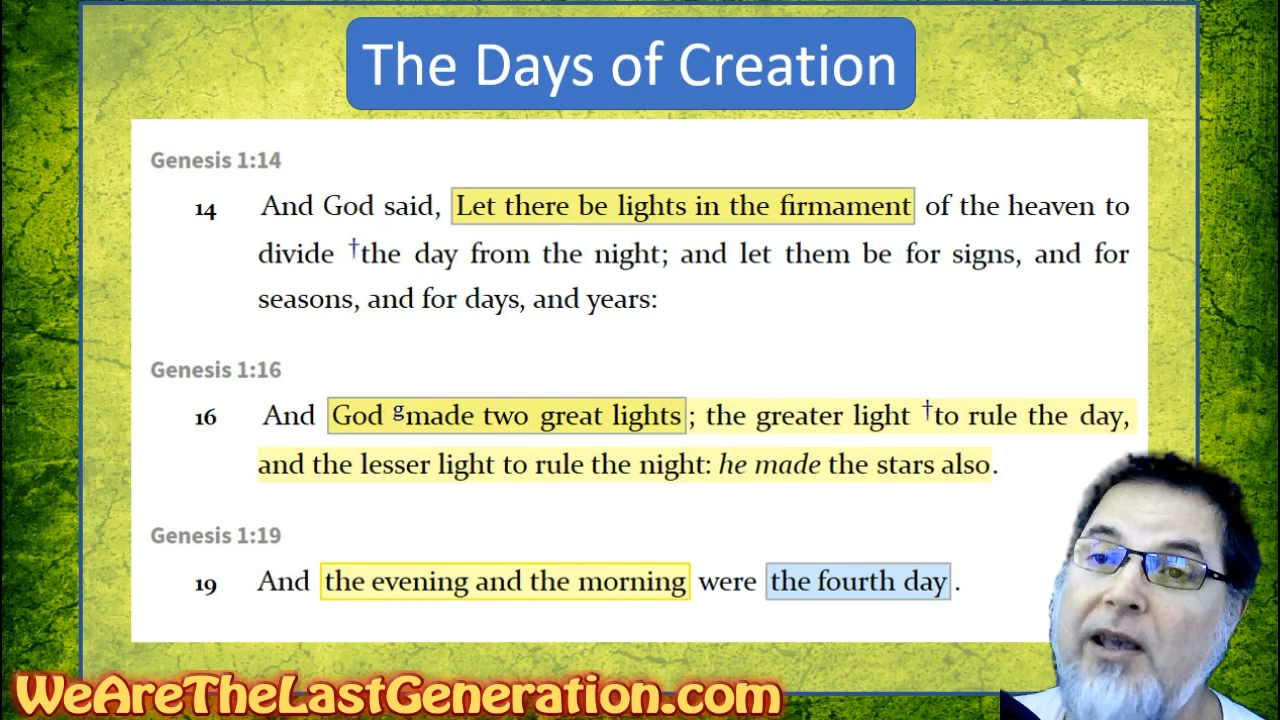 The Days of Creation
Genesis 1:14
14 And God said, Let there be lights in the firmament of the heaven to
divide †the day from the night; and let them be for signs, and for
seasons, and for days, and years:
Genesis 1:16
16 And God gmade two great lights; the greater light †to rule the day,
and the lesser light to rule the night: he made the stars also.
Genesis 1:19
19 And the evening and the morning were the fourth day.
WeAreTheLastGeneration.com